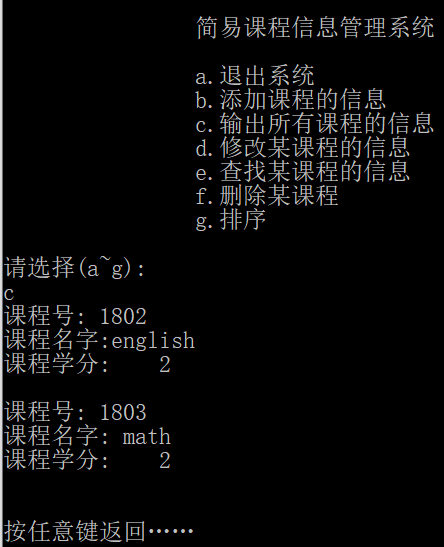 简易课程信息管理系统
a.退出系统
b.添加课程的信息
c.输出所有课程的信息
d.修改某课程的信息
e.查找某课程的信息
f.删除某课程
g.排序
请选择(a~g):
c
课程号: 1802
课程名字:english
课程学分:    2
课程号: 1803
课程名字: math
课程学分:    2
按任意键返回……